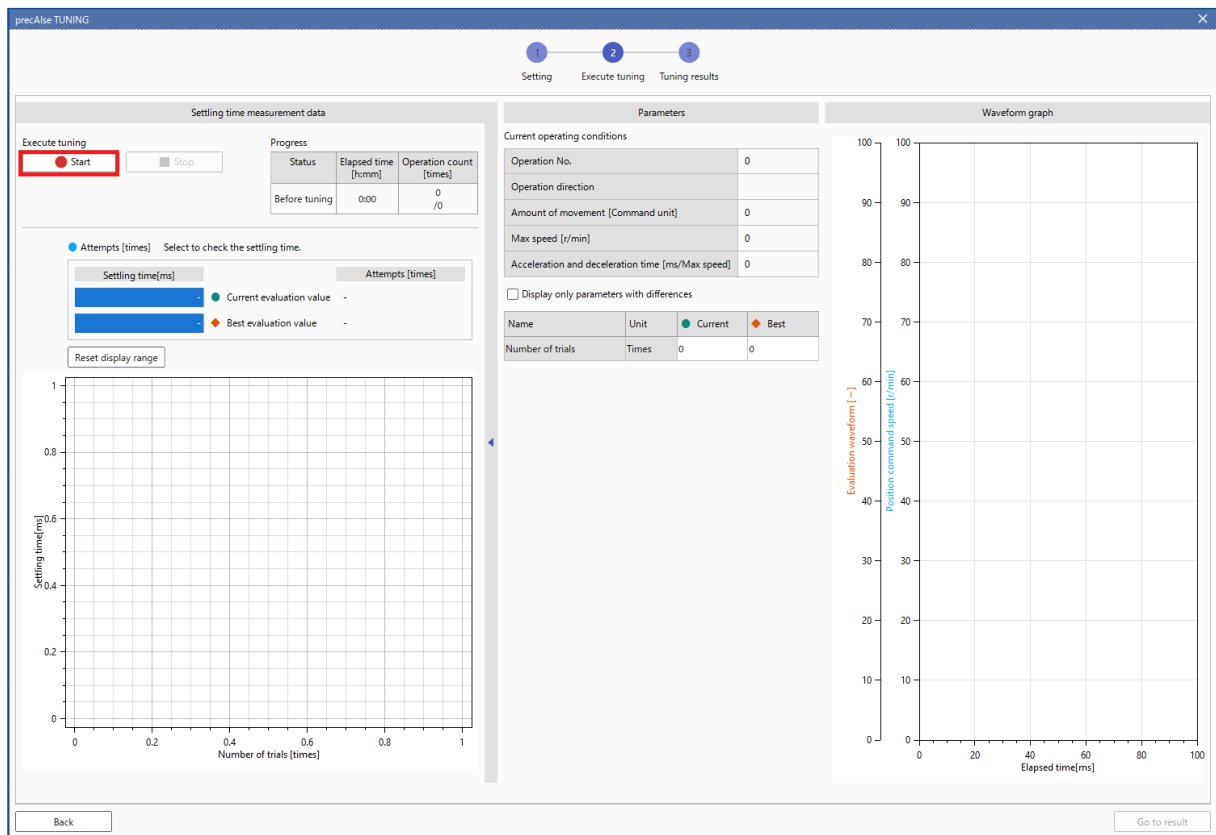 precAIse TUNING
1
2
3
Setting
Execute tuning
Tuning results
Settling time measurement data
Execute tuning
Start
Stop
Progress
Status
Elapsed time
[h:mm]
Operation count
[times]
Before tuning
0:00
0
/0
Attempts [times]
Select to check the settling time.
Settling time[ms]
Attempts [times]
-
Current evaluation value
-
-
Best evaluation value
-
Reset display range
1
0.8
0.6
0.4
0.2
0
Settling time[ms]
0
0.2
0.4
0.6
0.8
1
Number of trials [times]
Parameters
Current operating conditions
Operation No.
0
Operation direction
Amount of movement [Command unit]
0
Max speed [r/min]
0
Acceleration and deceleration time [ms/Max speed]
0
Display only parameters with differences
Name
Unit
Current
Best
Number of trials
Times
0
0
Waveform graph
100
90
80
70
60
50
40
30
20
10
0
Evaluation waveform [ − ]
100
90
80
70
60
50
40
30
20
10
0
Position command speed [r/min]
0
20
40
60
80
100
Elapsed time[ms]
Back
Go to result